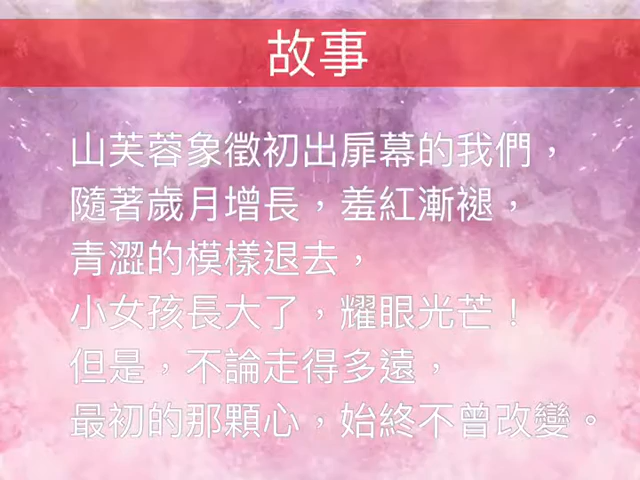 故事
山芙蓉象徵初出扉幕的我們，
隨著歲月增長，羞紅漸褪，
青澀的模樣退去，
小女孩長大了，耀眼光芒！
但是，不論走得多遠，
最初的那顆心，始終不曾改變。